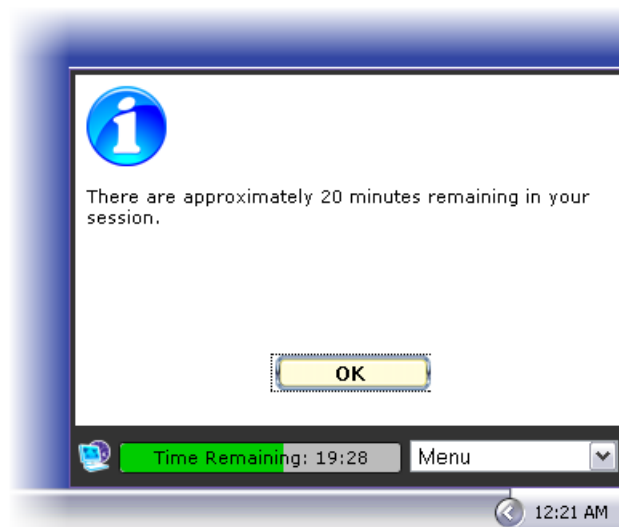 There are approximately 20 minutes remaining in your
session.
OK
Time Remaining: 19:28
Menu
12:21 AM